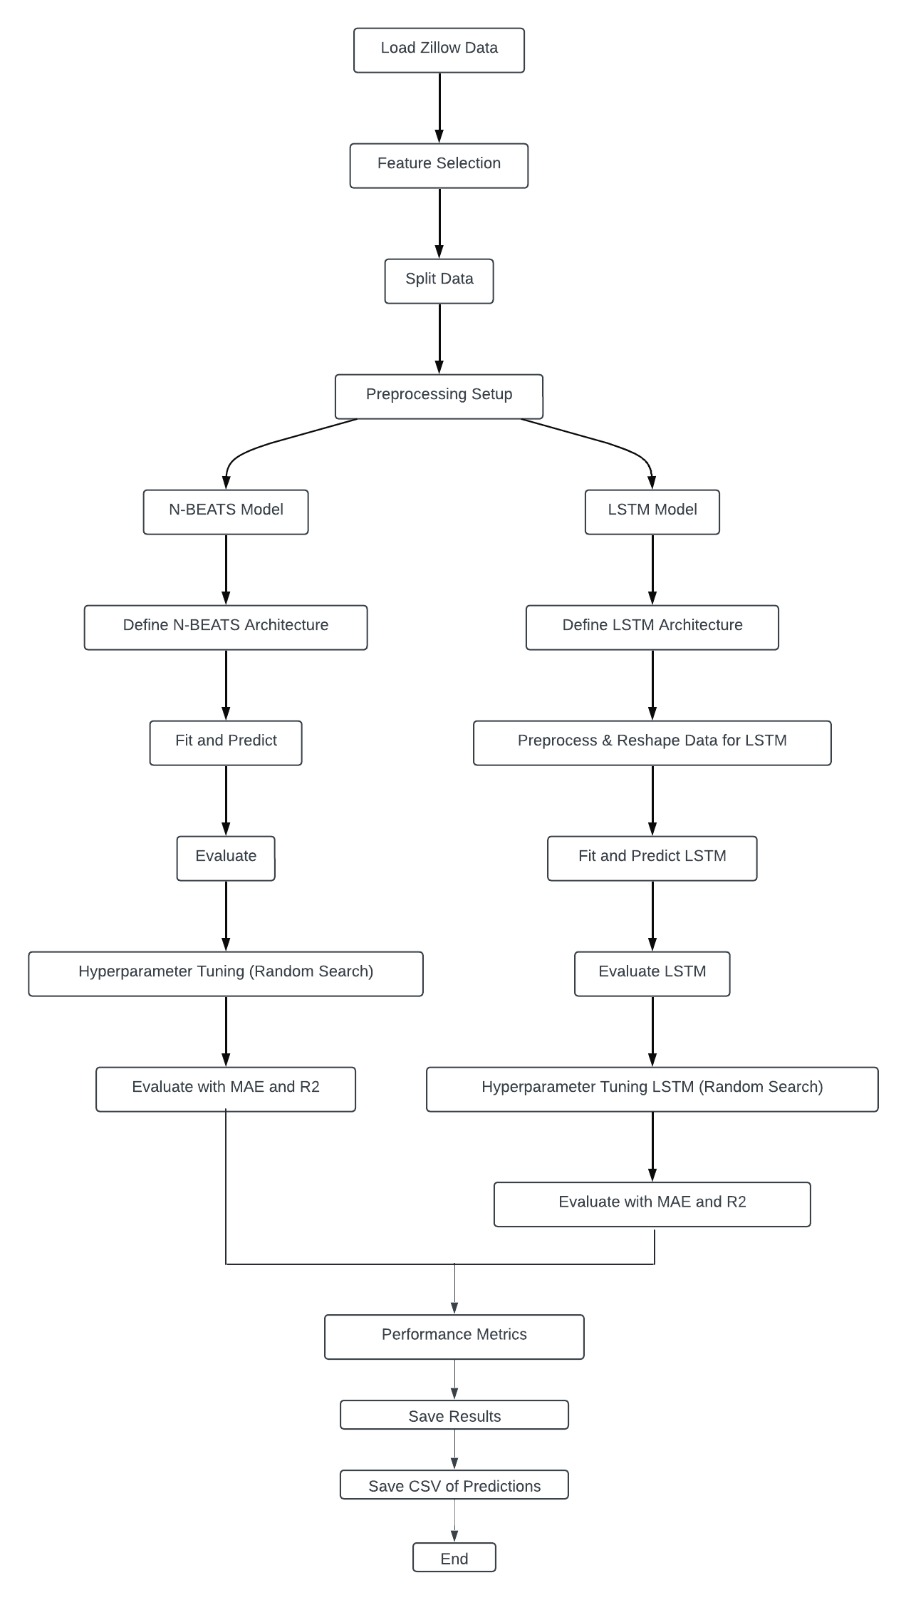 Load Zillow Data
Feature Selection
Split Data
Preprocessing Setup
N-BEATS Model
LSTM Model
Define N-BEATS Architecture
Define LSTM Architecture
Fit and Predict
Preprocess & Reshape Data for LSTM
Evaluate
Fit and Predict LSTM
Hyperparameter Tuning (Random Search)
Evaluate LSTM
Evaluate with MAE and R2
Hyperparameter Tuning LSTM (Random Search)
Evaluate with MAE and R2
Performance Metrics
Save Results
Save CSV of Predictions
End